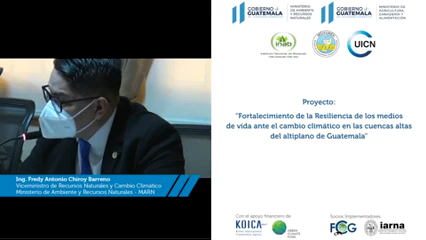 GOBIERNO de
GUATEMALA
MINISTERIO DE AMBIENTE
Y RECURSOS
NATURALES
GOBIERNO de
GUATEMALA
MINISTERIO DE
AGRICULTURA,
GANADERÍA Y
ALIMENTACIÓN
inab
UICN
Proyecto:
"Fortalecimiento de la Resiliencia de los medios
de vida ante el cambio climático en las cuencas altas
del altiplano de Guatemala"
Ing. Fredy Antonio Chiroy Barreno
Viceministro de Recursos Naturales y Cambio Climático
Ministerio de Ambiente y Recursos Naturales - MARN
Con el apoyo financiero de
KOICA
GREEN
CLIMATE
FUND
Socios Implementadores
FCG
iarna